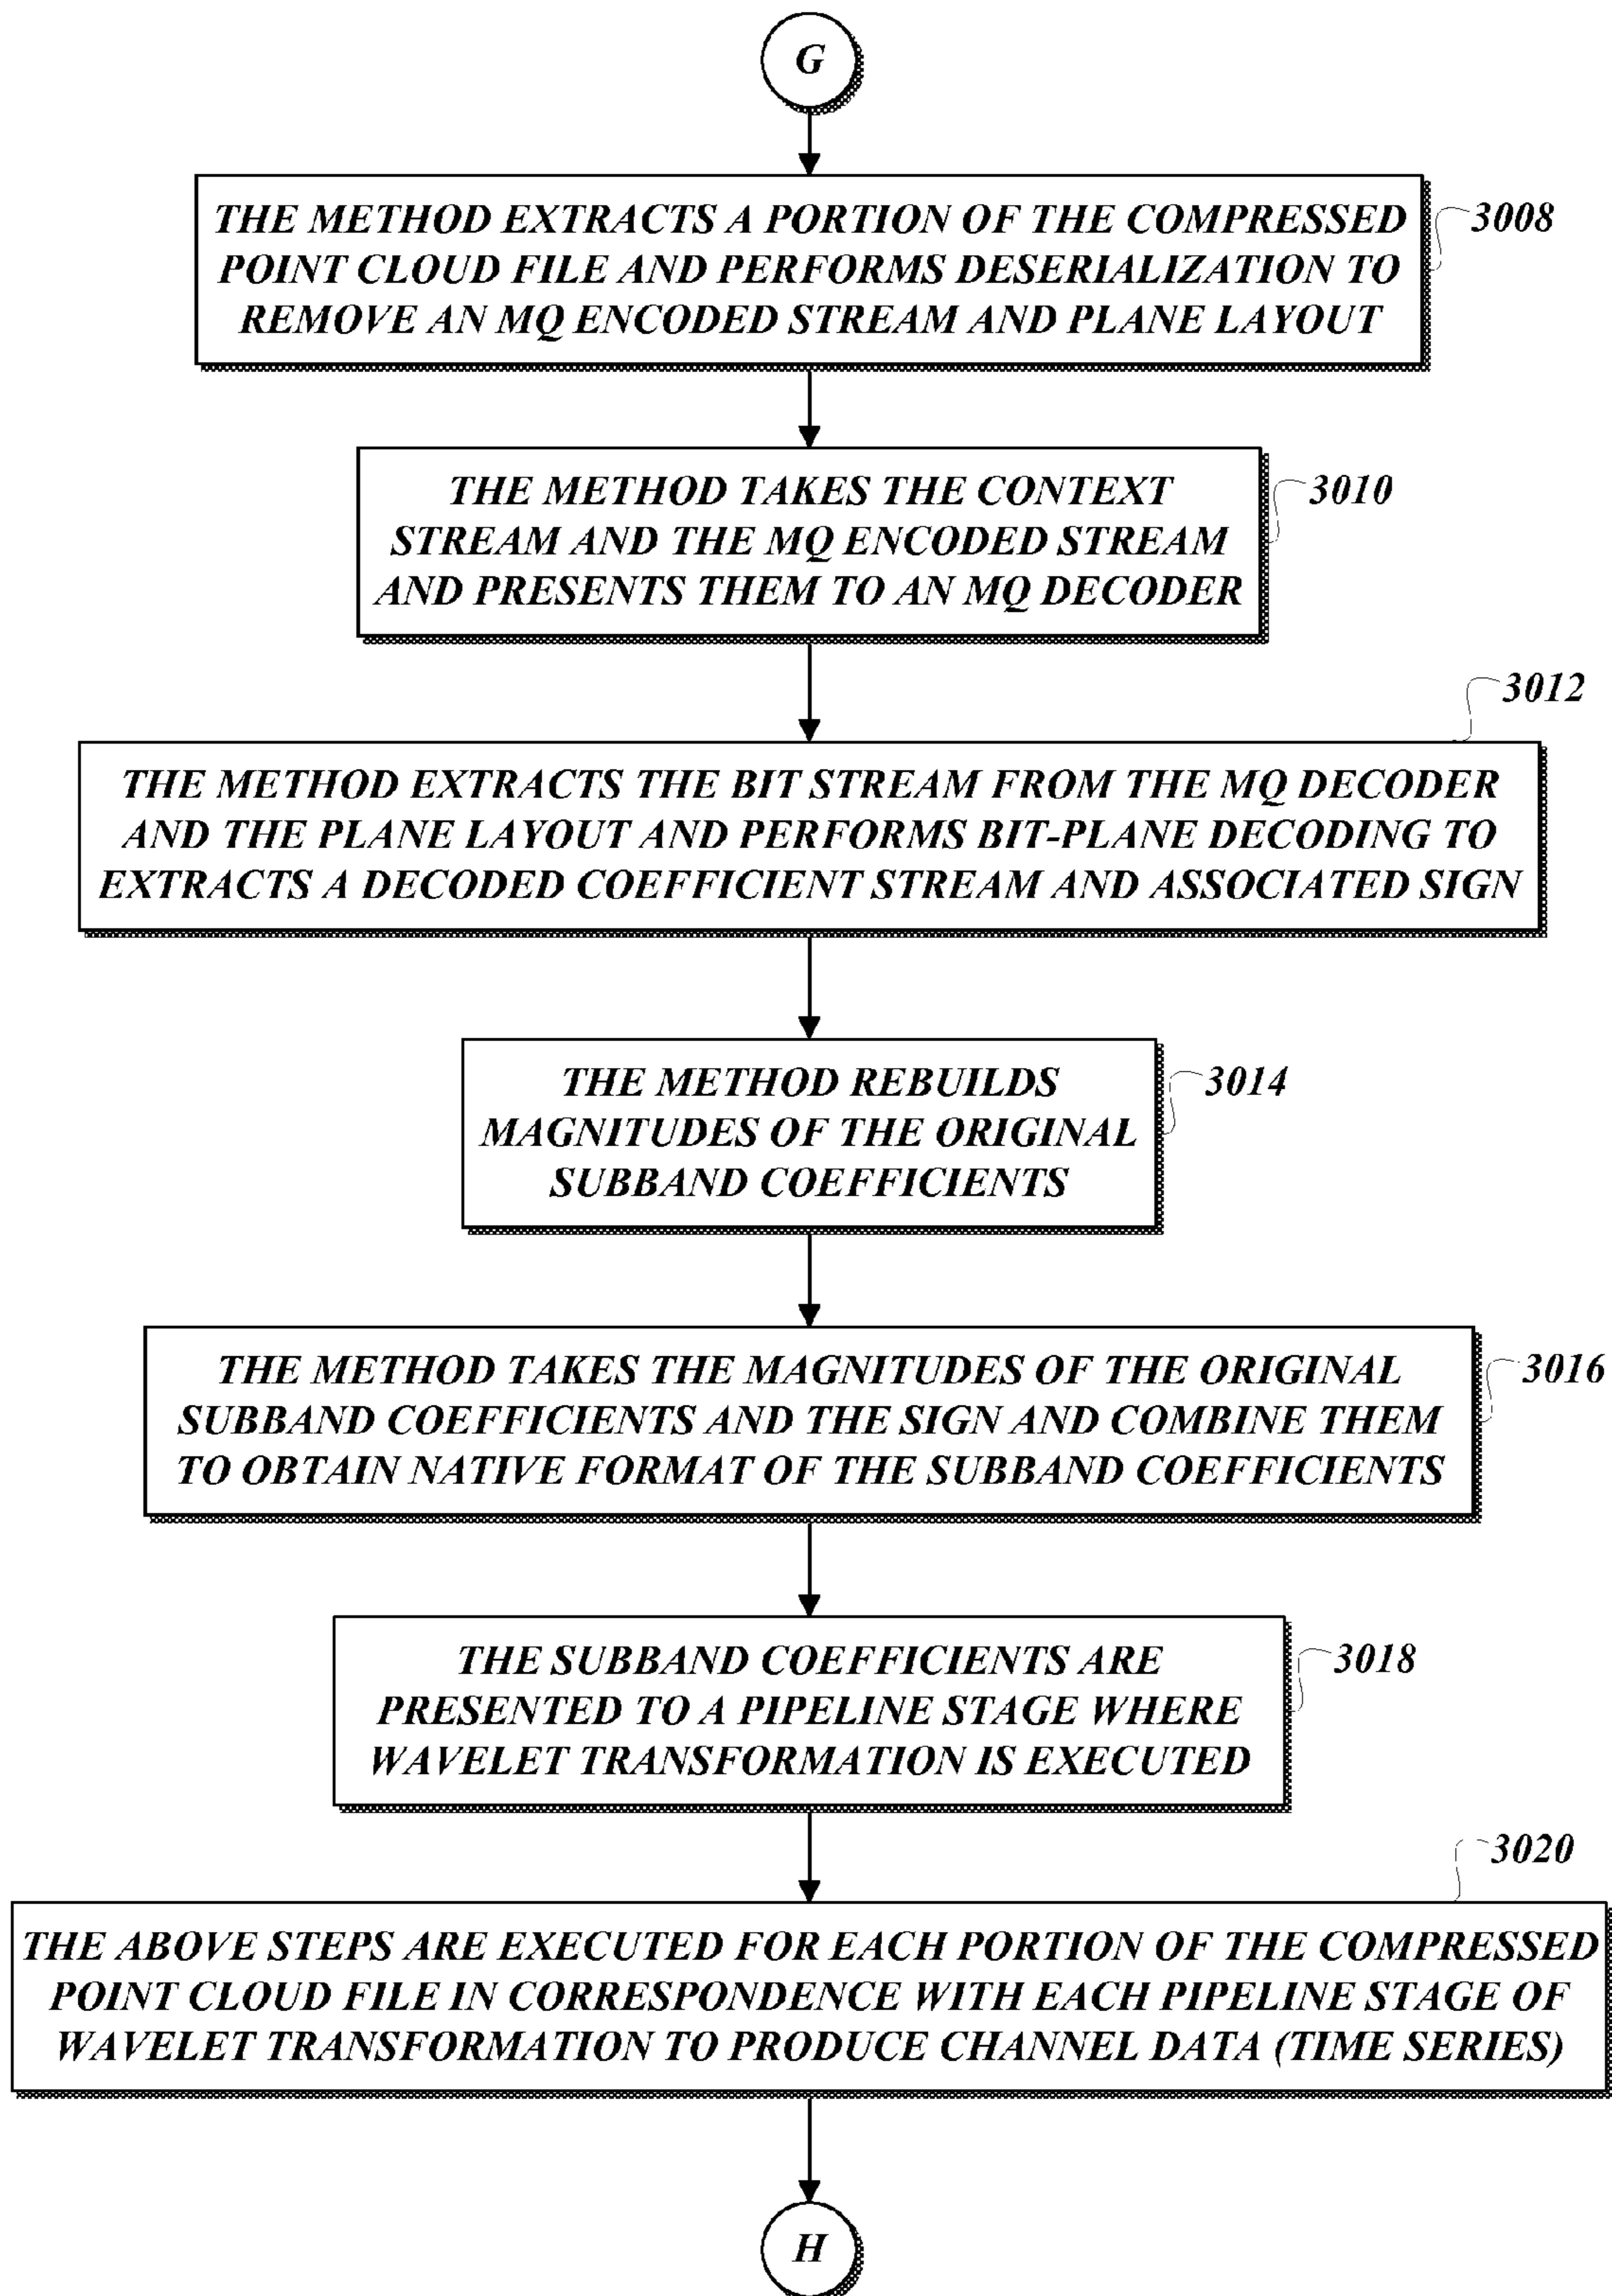 G
THE METHOD EXTRACTS A PORTION OF THE COMPRESSED
POINT CLOUD FILE AND PERFORMS DESERIALIZATION TO
REMOVE AN MQ ENCODED STREAM AND PLANE LAYOUT
3008
THE METHOD TAKES THE CONTEXT
STREAM AND THE MQ ENCODED STREAM
AND PRESENTS THEM TO AN MQ DECODER
3010
3012
THE METHOD EXTRACTS THE BIT STREAM FROM THE MQ DECODER
AND THE PLANE LAYOUT AND PERFORMS BIT-PLANE DECODING TO
EXTRACTS A DECODED COEFFICIENT STREAM AND ASSOCIATED SIGN
THE METHOD REBUILDS
MAGNITUDES OF THE ORIGINAL
SUBBAND COEFFICIENTS
3014
THE METHOD TAKES THE MAGNITUDES OF THE ORIGINAL
SUBBAND COEFFICIENTS AND THE SIGN AND COMBINE THEM
TO OBTAIN NATIVE FORMAT OF THE SUBBAND COEFFICIENTS
3016
THE SUBBAND COEFFICIENTS ARE
PRESENTED TO A PIPELINE STAGE WHERE
WAVELET TRANSFORMATION IS EXECUTED
3018
3020
THE ABOVE STEPS ARE EXECUTED FOR EACH PORTION OF THE COMPRESSED
POINT CLOUD FILE IN CORRESPONDENCE WITH EACH PIPELINE STAGE OF
WAVELET TRANSFORMATION TO PRODUCE CHANNEL DATA (TIME SERIES)
H